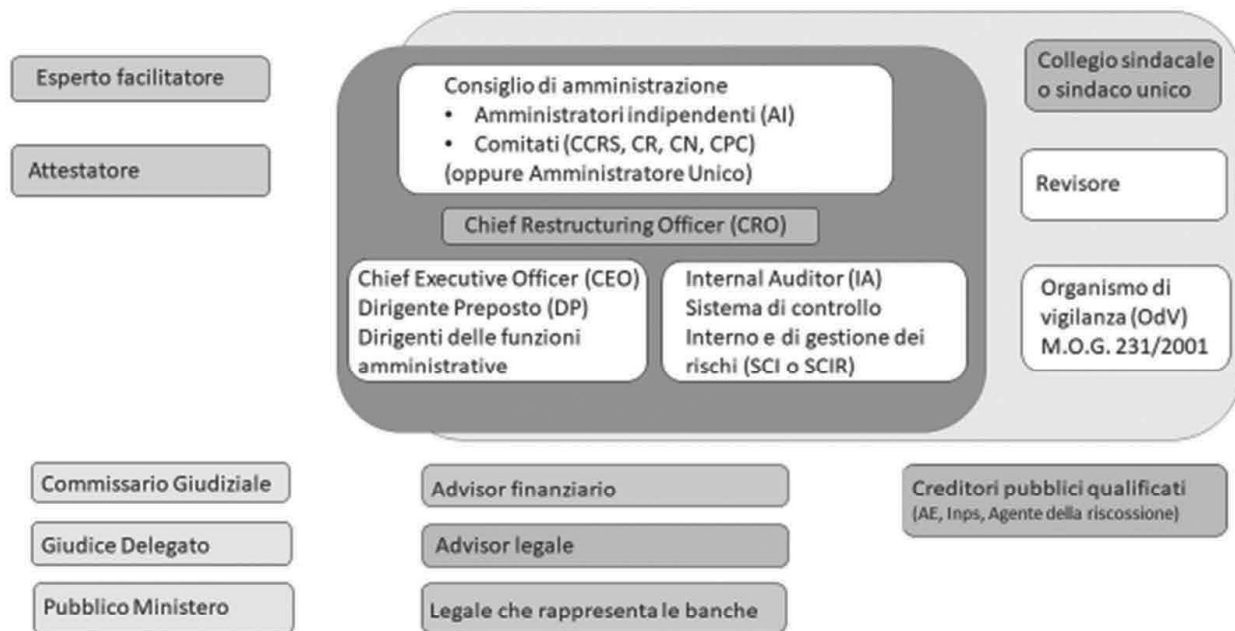 Esperto facilitatore
Attestatore
Consiglio di amministrazione
• Amministratori indipendenti (AI)
• Comitati (CCRS, CR, CN, CPC)
(oppure Amministratore Unico)
Chief Restructuring Officer (CRO)
Chief Executive Officer (CEO)
Dirigente Preposto (DP)
Dirigenti delle funzioni
amministrative
Internal Auditor (IA)
Sistema di controllo
Interno e di gestione dei
rischi (SCI o SCIR)
Collegio sindacale
o sindaco unico
Revisore
Organismo di
vigilanza (OdV)
M.O.G. 231/2001
Commissario Giudiziale
Giudice Delegato
Pubblico Ministero
Advisor finanziario
Advisor legale
Legale che rappresenta le banche
Creditori pubblici qualificati
(AE, Inps, Agente della riscossione)